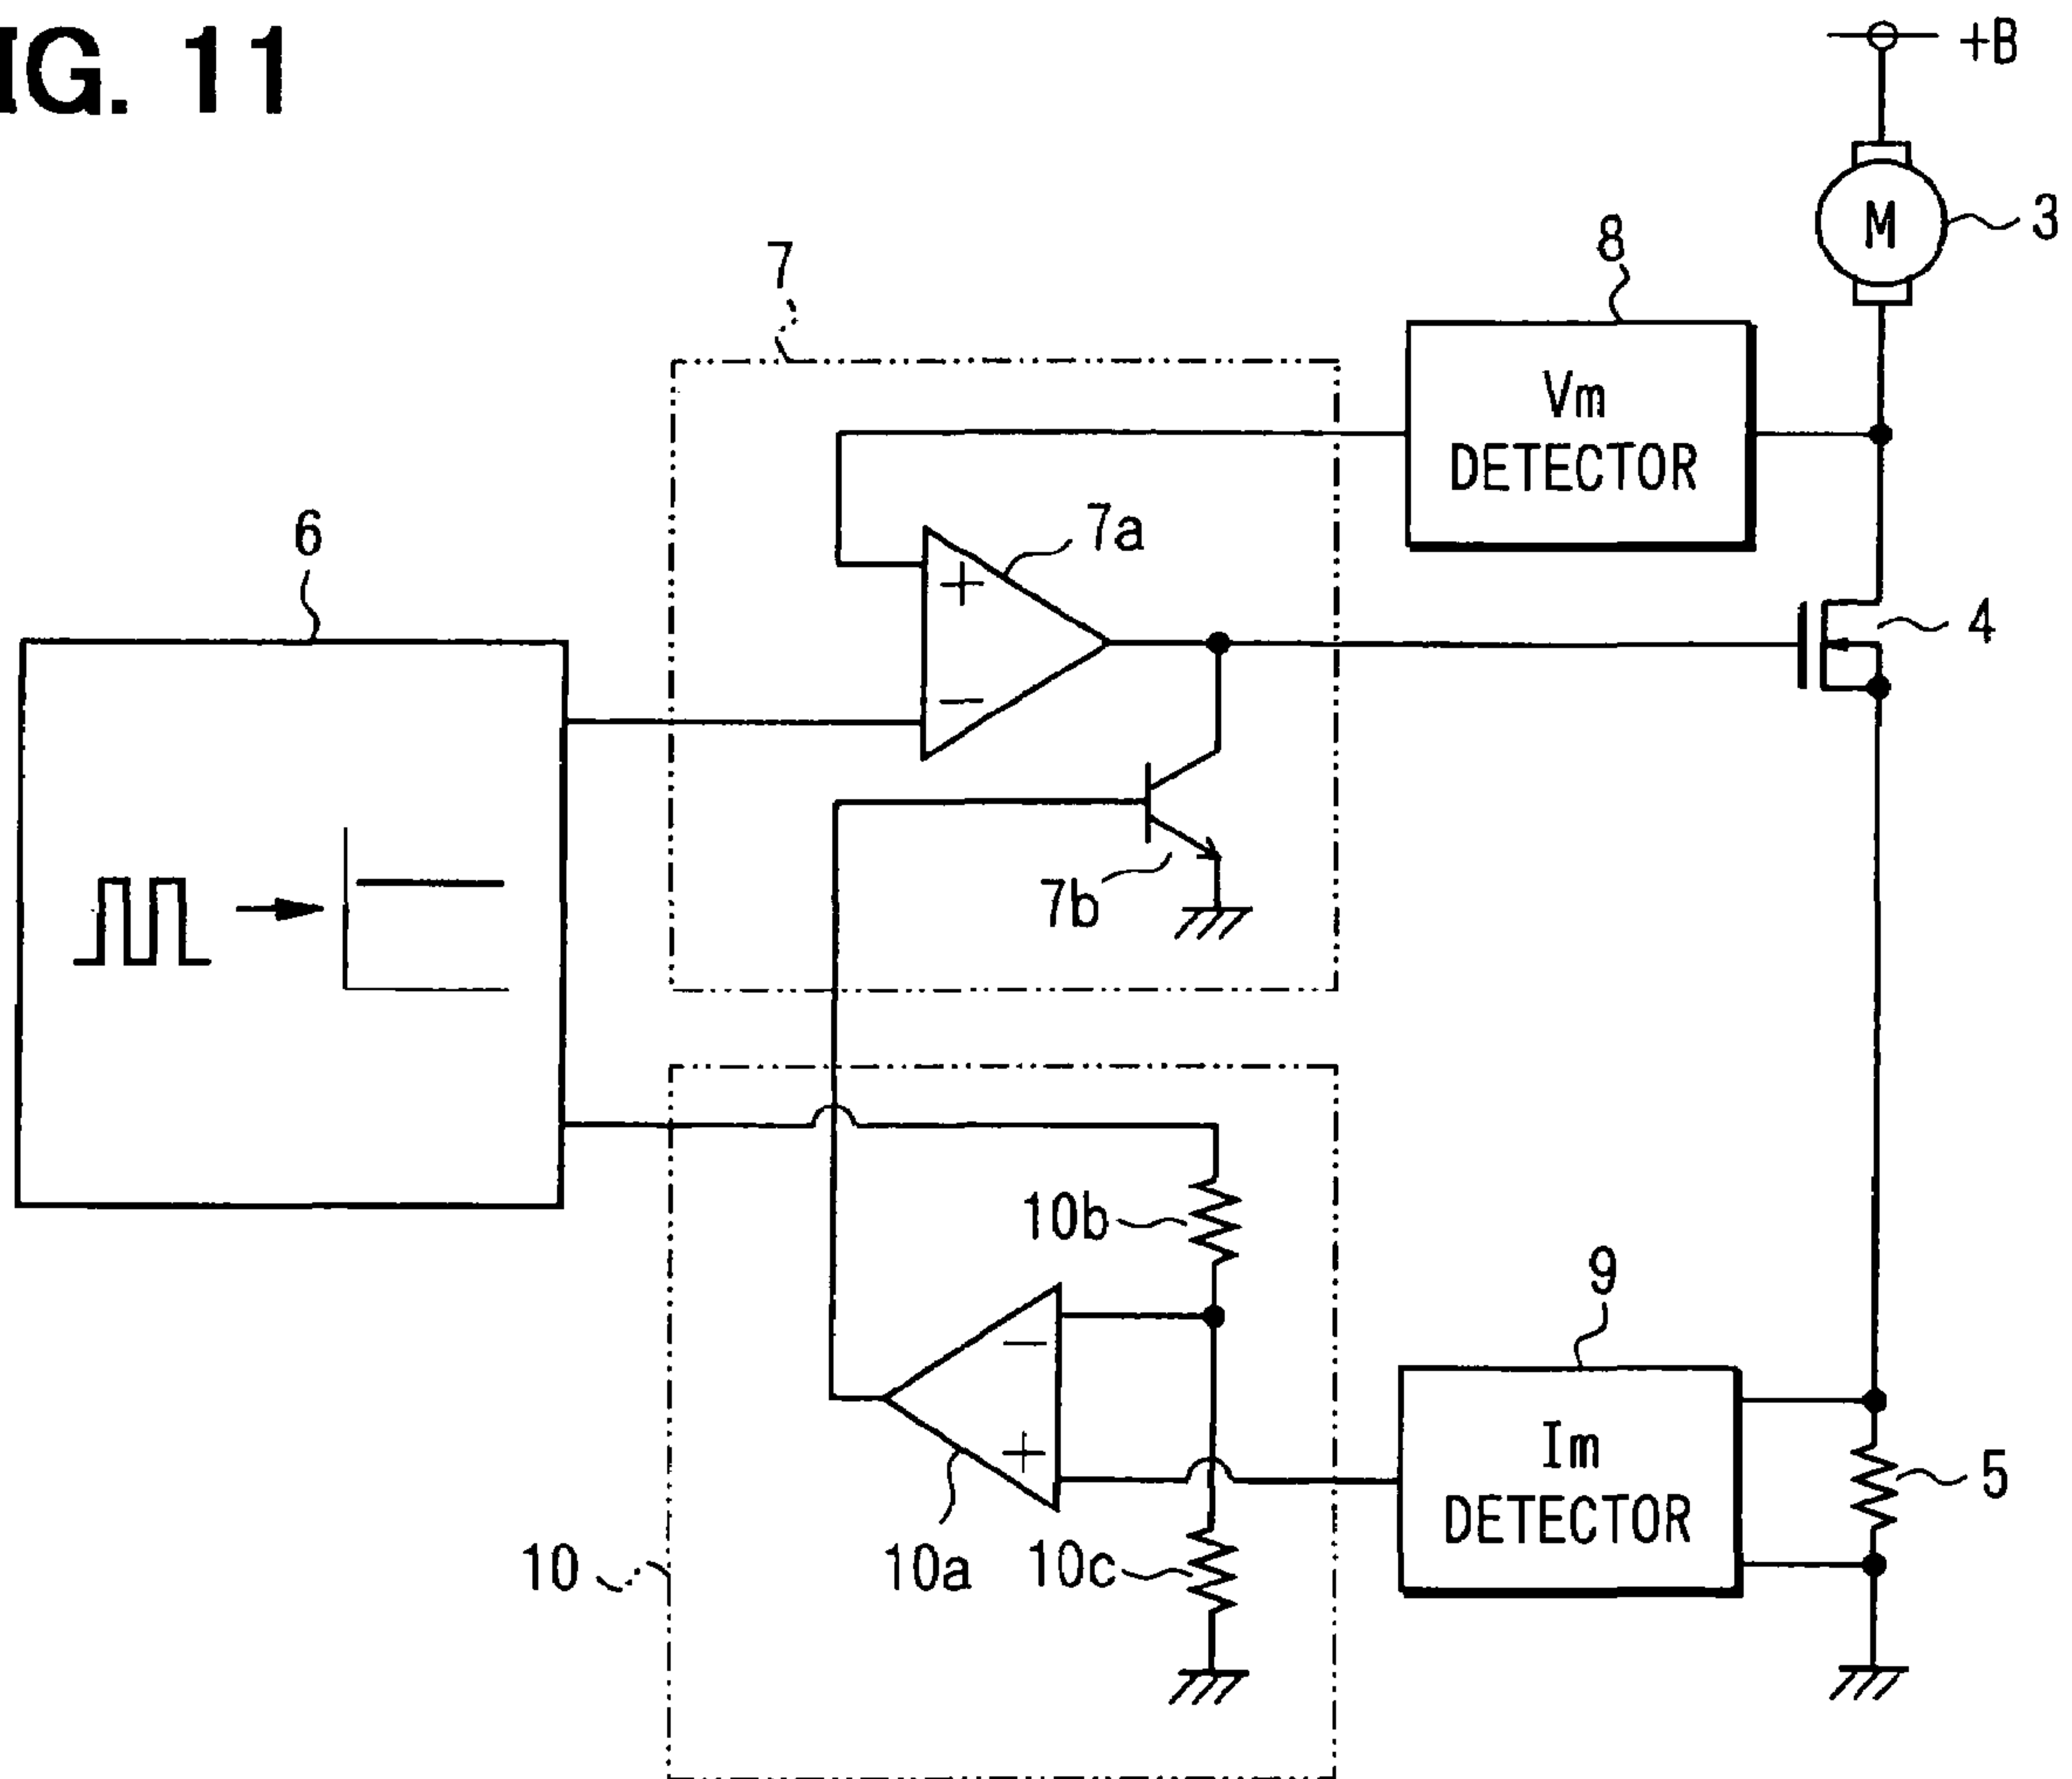 IG. 11
+B
M
3
8
7
Vm
DETECTOR
7a
6
4
+
−
7b
10b
9
−
+
Im
DETECTOR
5
10
10a
10c